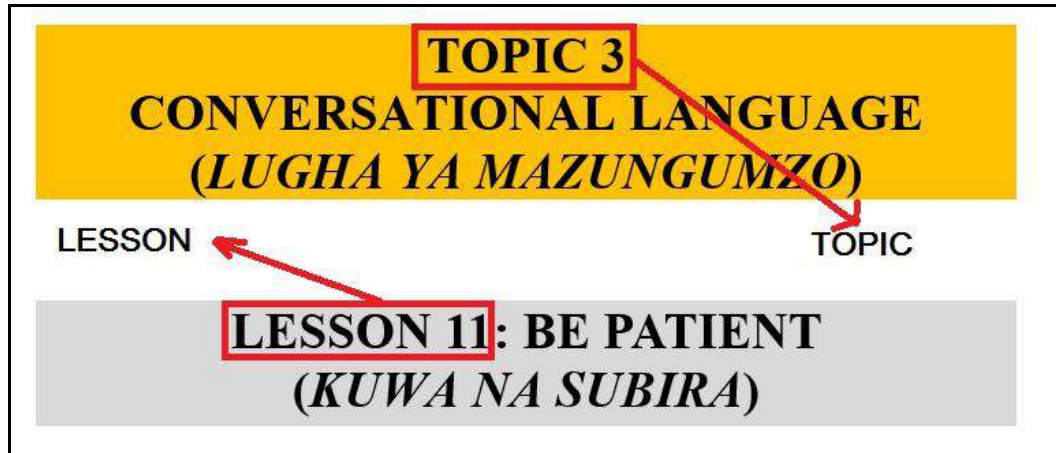 TOPIC 3
CONVERSATIONAL LANGUAGE
(LUGHA YA MAZUNGUMZO)
LESSON
TOPIC
LESSON 11: BE PATIENT
(KUWA NA SUBIRA)